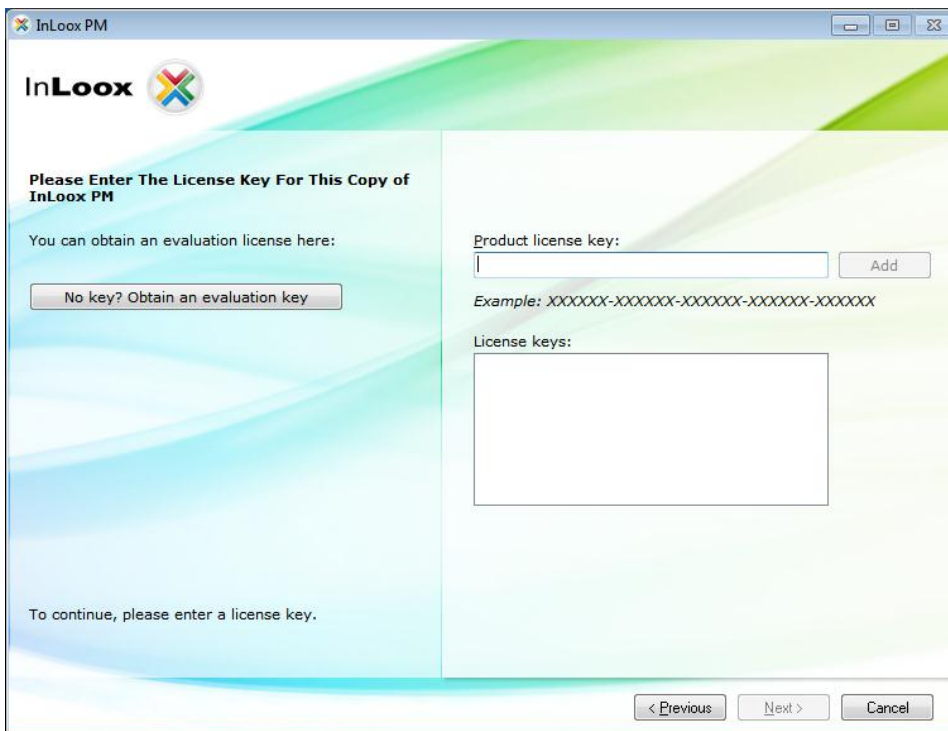 InLoox PM
InLoox
Please Enter The License Key For This Copy of
InLoox PM
You can obtain an evaluation license here:
No key? Obtain an evaluation key
To continue, please enter a license key.
Product license key:
Add
Example: XXXXXX-XXXXXX-XXXXXX-XXXXXX-XXXXXX
License keys:
< Previous
Next >
Cancel